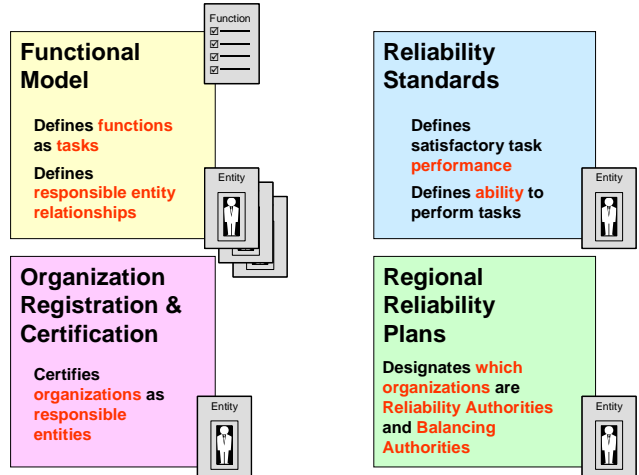 Function
Functional
Model
Defines functions
as tasks
Defines
responsible entity
relationships
Entity
Reliability
Standards
Defines
satisfactory task
performance
Defines ability to
perform tasks
Entity
Organization
Registration &
Certification
Certifies
organizations as
responsible
entities
Entity
Regional
Reliability
Plans
Designates which
organizations are
Reliability Authorities
and Balancing
Authorities
Entity